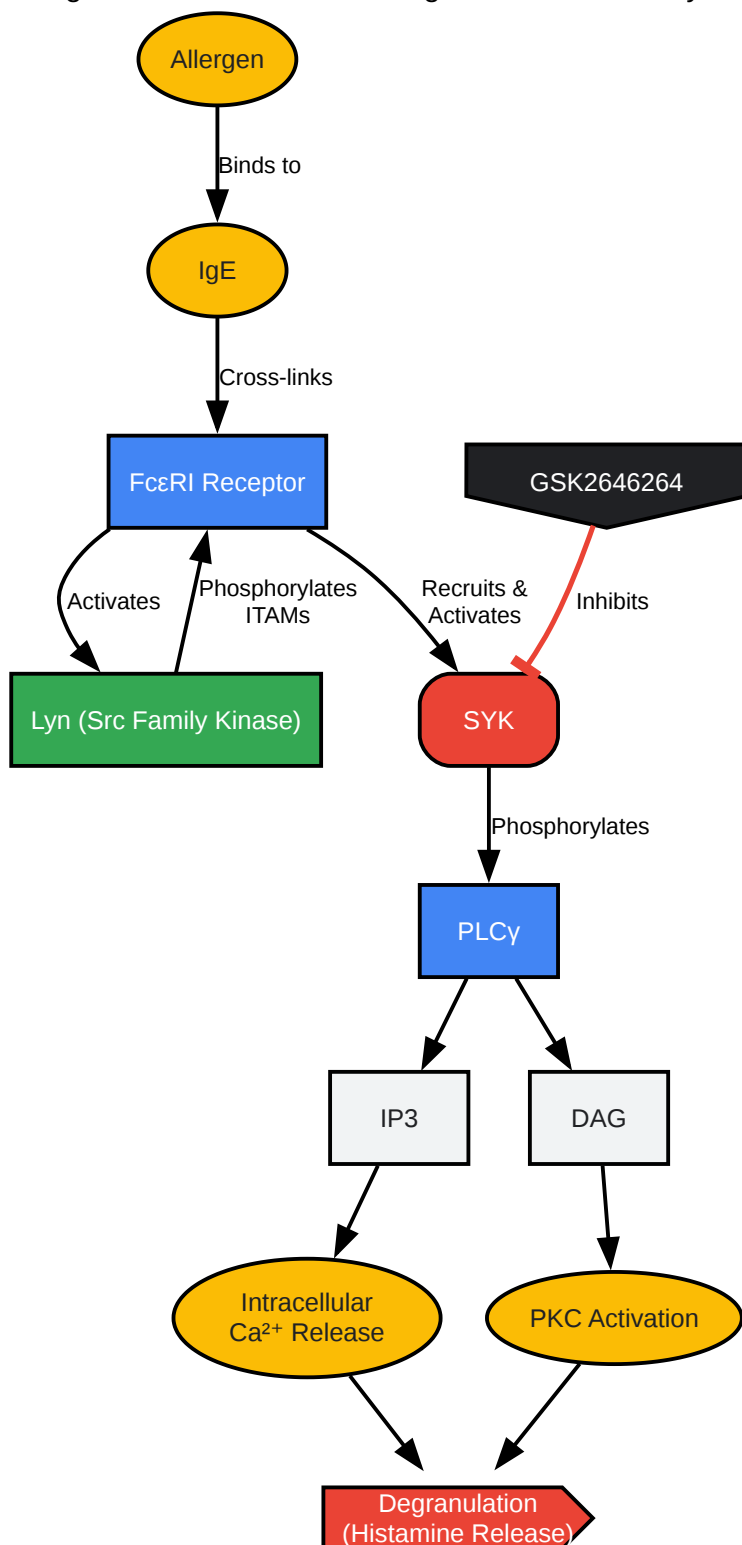 Allergen
Binds to
IgE
Cross-links
FcεRI Receptor
GSK2646264
Activates
Phosphorylates
ITAMs
Recruits &
Activates
Inhibits
Lyn (Src Family Kinase)
SYK
Phosphorylates
PLCγ
IP3
DAG
Intracellular
Ca²⁺ Release
PKC Activation
Degranulation
(Histamine Release)